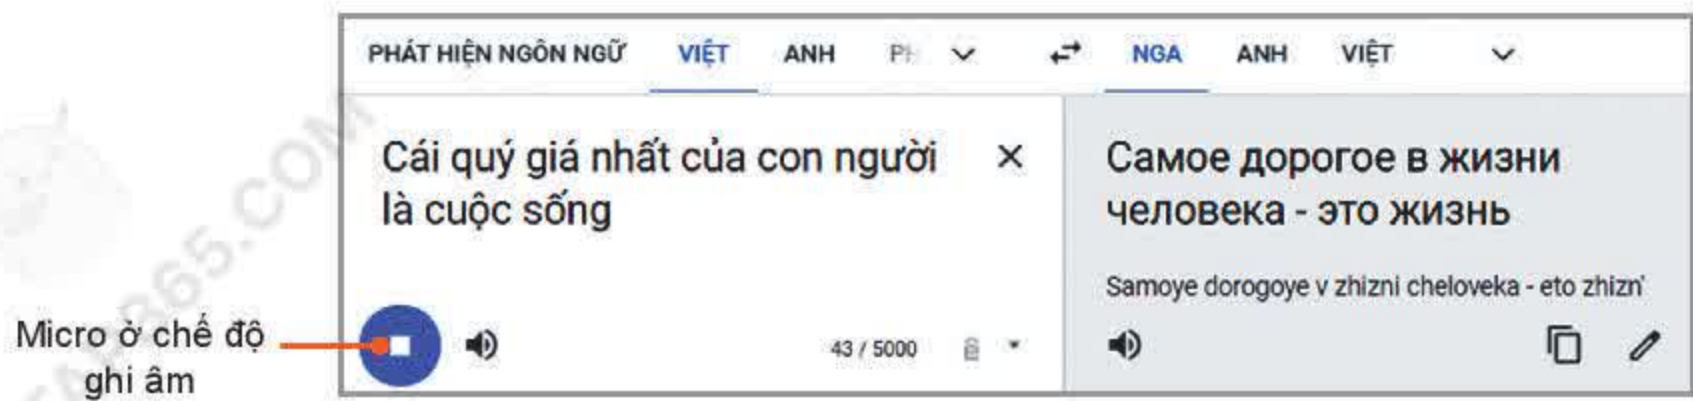 PHÁT HIỆN NGÔN NGỮ VIỆT ANH NGA ANH VIỆT
Cái quý giá nhất của con người
là cuộc sống
Самое дорогое в жизни
человека - это жизнь
Samoye dorogoye v zhizni cheloveka - eto zhizn'
43 / 5000
Micro ở chế độ
ghi âm
365.COM